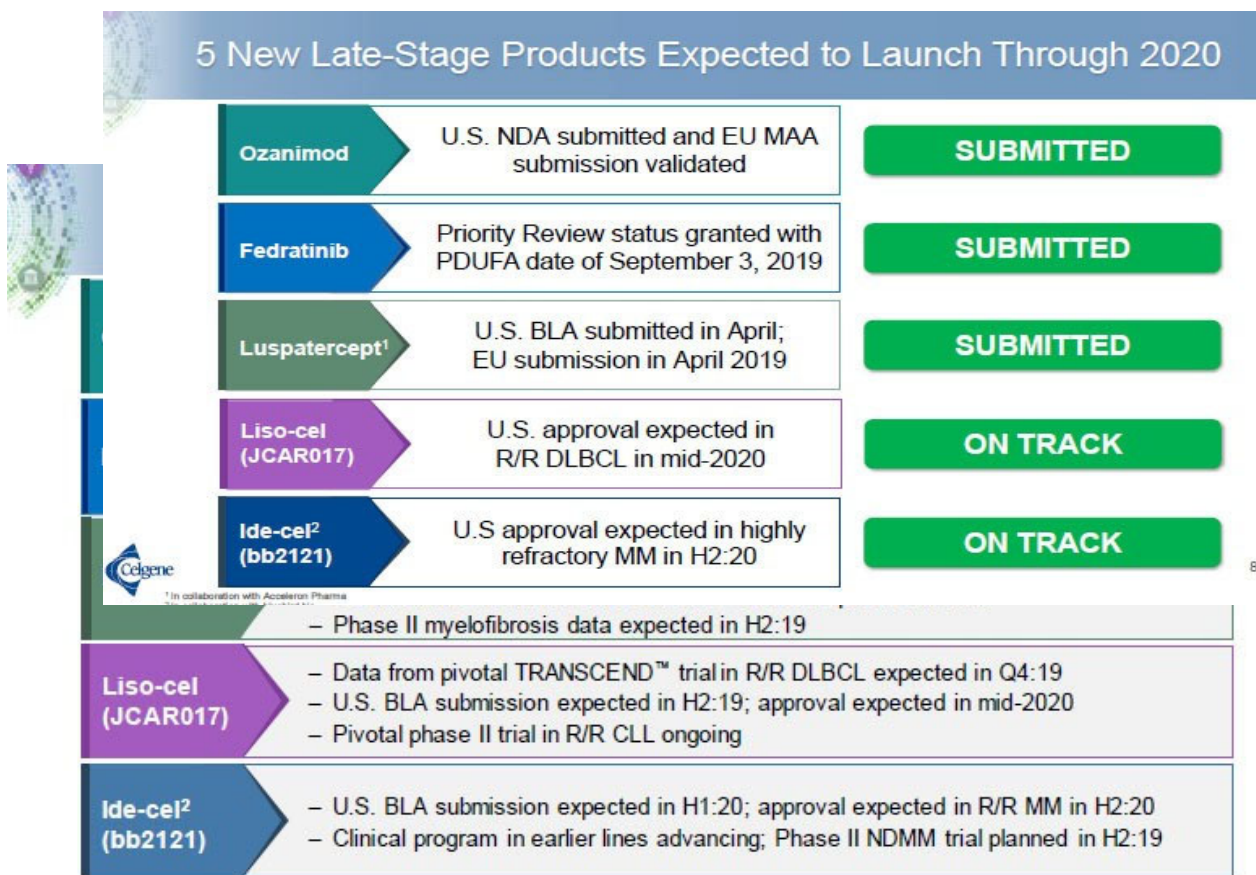 5 New Late-Stage Products Expected to Launch Through 2020
Ozanimod
U.S. NDA submitted and EU MAA
submission validated
SUBMITTED
Fedratinib
Priority Review status granted with
PDUFA date of September 3, 2019
SUBMITTED
Luspatercept¹
U.S. BLA submitted in April;
EU submission in April 2019
SUBMITTED
Liso-cel
(JCAR017)
U.S. approval expected in
R/R DLBCL in mid-2020
ON TRACK
Ide-cel²
(bb2121)
U.S approval expected in highly
refractory MM in H2:20
ON TRACK
Celgene
8
¹ In collaboration with Acceleron Pharma
– Phase II myelofibrosis data expected in H2:19
Liso-cel
(JCAR017)
– Data from pivotal TRANSCEND™ trial in R/R DLBCL expected in Q4:19
– U.S. BLA submission expected in H2:19; approval expected in mid-2020
– Pivotal phase II trial in R/R CLL ongoing
Ide-cel²
(bb2121)
– U.S. BLA submission expected in H1:20; approval expected in R/R MM in H2:20
– Clinical program in earlier lines advancing; Phase II NDMM trial planned in H2:19